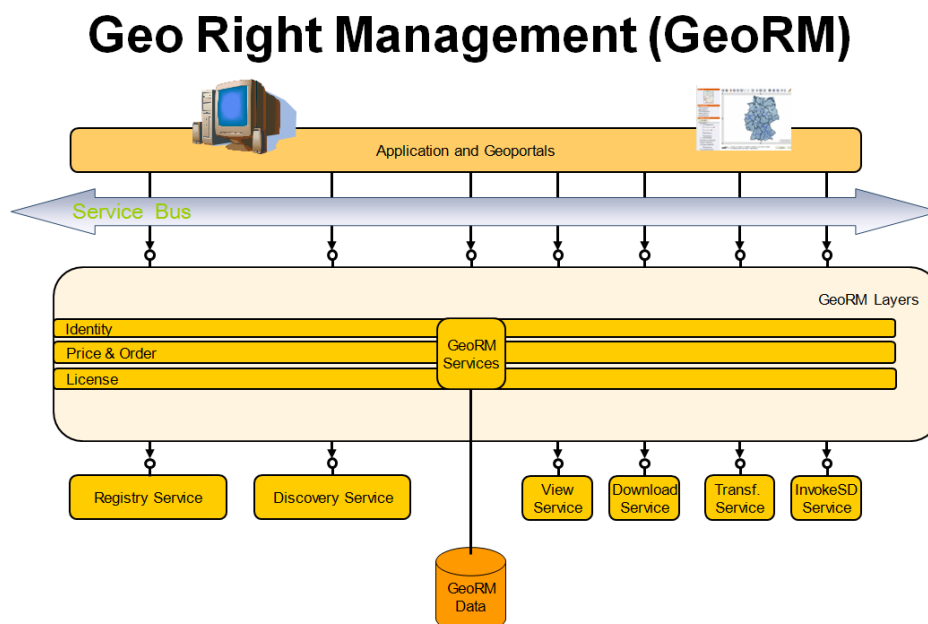 Geo Right Management (GeoRM)
Application and Geoportals
Service Bus
GeoRM Layers
Identity
Price & Order
License
GeoRM
Services
Registry Service
Discovery Service
View
Service
Download
Service
Transf.
Service
InvokeSD
Service
GeoRM
Data